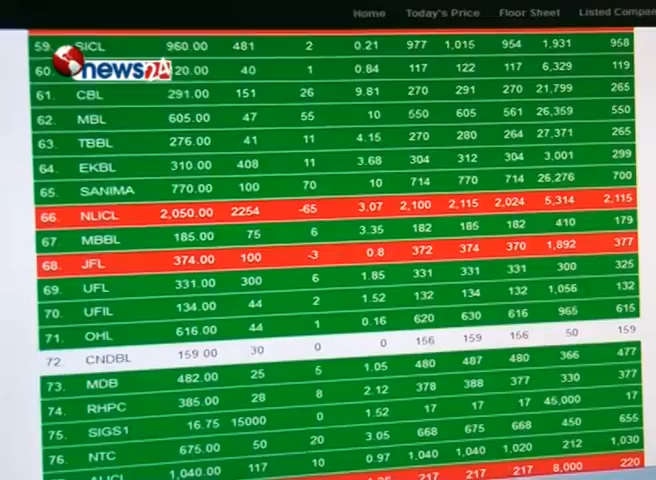 Home Today's Price Floor Sheet Listed Compan
59. SICL 960.00 481 2 0.21 977 1,015 954 1,931 958
60. 20.00 40 1 0.84 117 122 117 6,329 119
news24
61. CBL 291.00 151 26 9.81 270 291 270 21,799 265
62. MBL 605.00 47 55 10 550 605 561 26,359 550
63. TBBL 276.00 41 11 4.15 270 280 264 27,371 265
64. EKBL 310.00 408 11 3.68 304 312 304 3,001 299
65. SANIMA 770.00 100 70 10 714 770 714 26,276 700
66. NLICL 2,050.00 2254 -65 3.07 2,100 2,115 2,024 5,314 2,115
67. MBBL 185.00 75 6 3.35 182 185 182 410 179
68. JFL 374.00 100 -3 0.8 372 374 370 1,892 377
69. UFL 331.00 300 6 1.85 331 331 331 300 325
70. UFIL 134.00 44 2 1.52 132 134 132 1,056 132
71. OHL 616.00 44 1 0.16 620 630 616 965 615
72. CNDBL 159.00 30 0 0 156 159 156 50 159
73. MDB 482.00 25 5 1.05 480 487 480 366 477
74. RHPC 385.00 28 8 2.12 378 388 377 330 377
75. SIGS1 16.75 15000 0 1.52 17 17 17 45,000 17
76. NTC 675.00 50 20 3.05 668 675 668 450 655
1,040.00 117 10 0.97 1,040 1,040 1,020 212 1,030
217 217 217 8,000 220